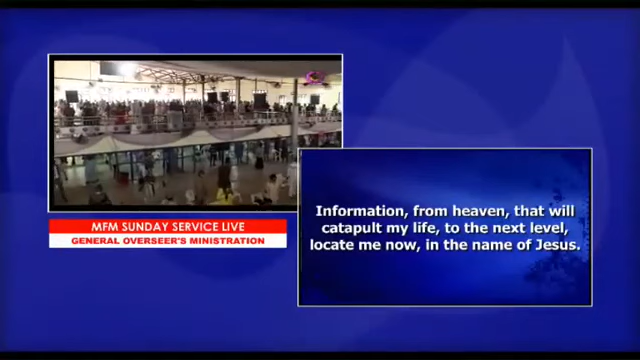 MFM SUNDAY SERVICE LIVE
GENERAL OVERSEER'S MINISTRATION
Information, from heaven, that will
catapult my life, to the next level,
locate me now, in the name of Jesus.